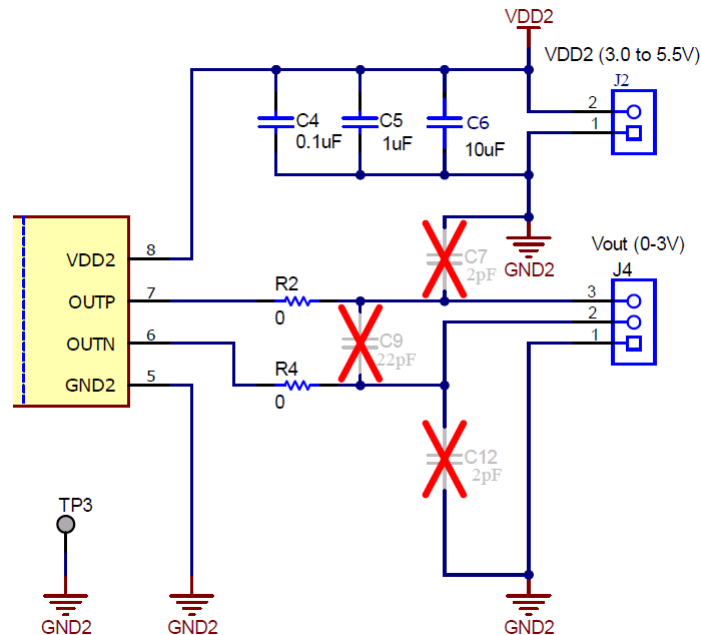 VDD2
VDD2 (3.0 to 5.5V)
J2
2
1
C4
0.1uF
C5
1uF
C6
10uF
GND2
C7
2pF
Vout (0-3V)
J4
3
2
1
VDD2
8
OUTP
7
R2
0
OUTN
6
C9
22pF
GND2
5
R4
0
C12
2pF
TP3
GND2
GND2
GND2